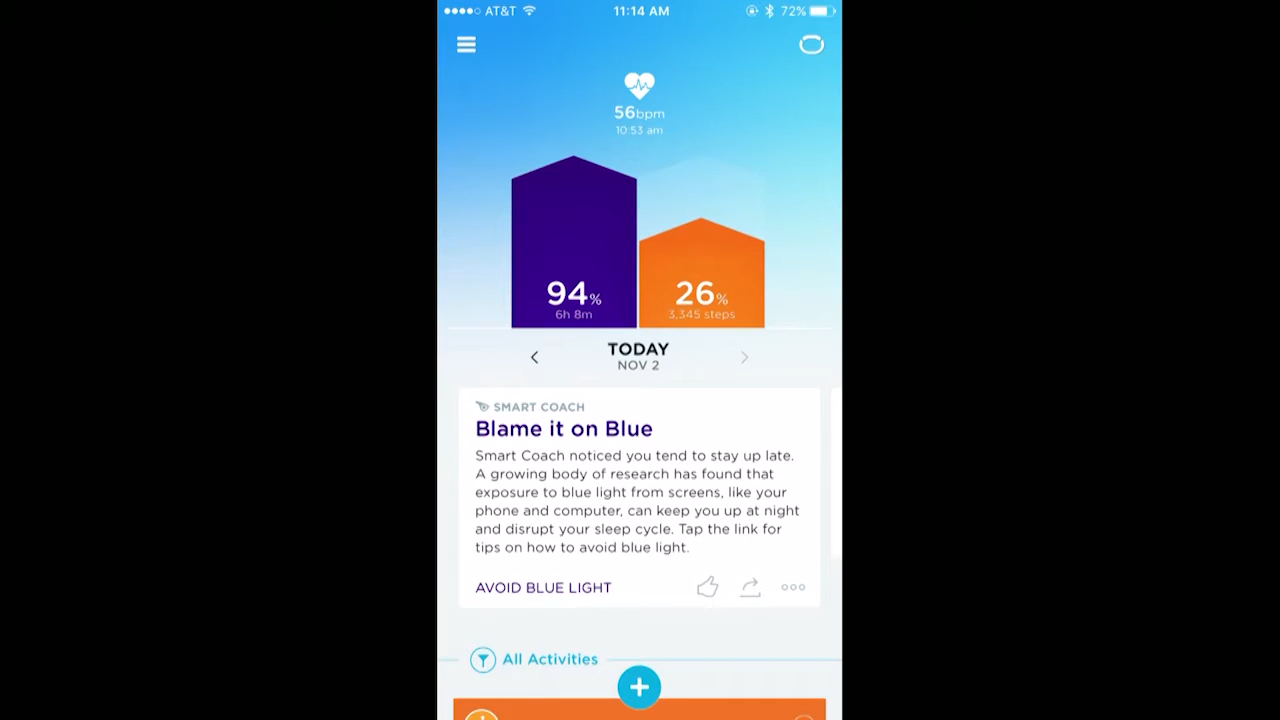 AT&T 11:14 AM 72%
56bpm
10:53 am
94% 26%
6h 8m 3,345 steps
TODAY
NOV 2
SMART COACH
Blame it on Blue
Smart Coach noticed you tend to stay up late.
A growing body of research has found that
exposure to blue light from screens, like your
phone and computer, can keep you up at night
and disrupt your sleep cycle. Tap the link for
tips on how to avoid blue light.
AVOID BLUE LIGHT
All Activities